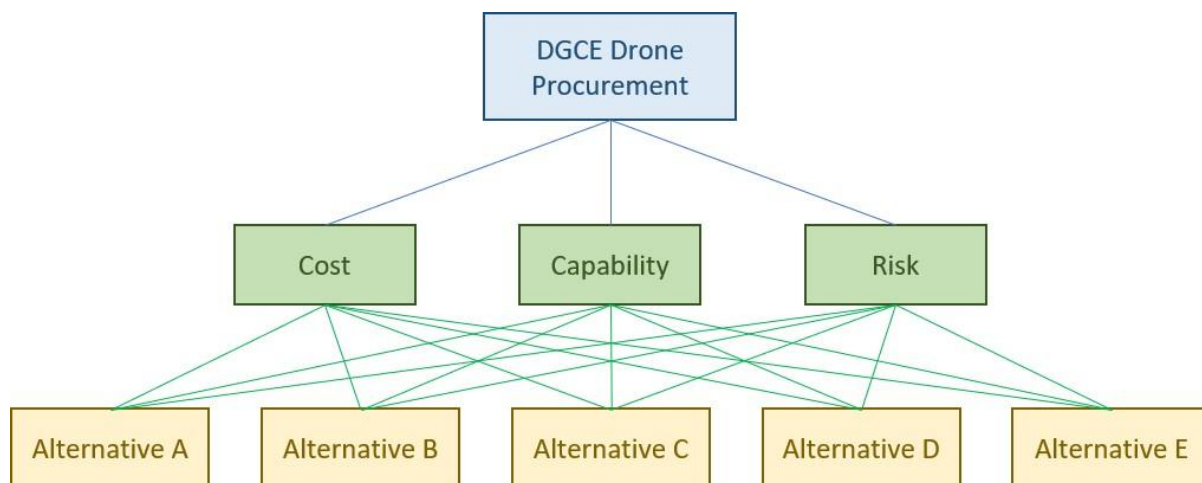 DGCE Drone
Procurement
Cost
Capability
Risk
Alternative A
Alternative B
Alternative C
Alternative D
Alternative E